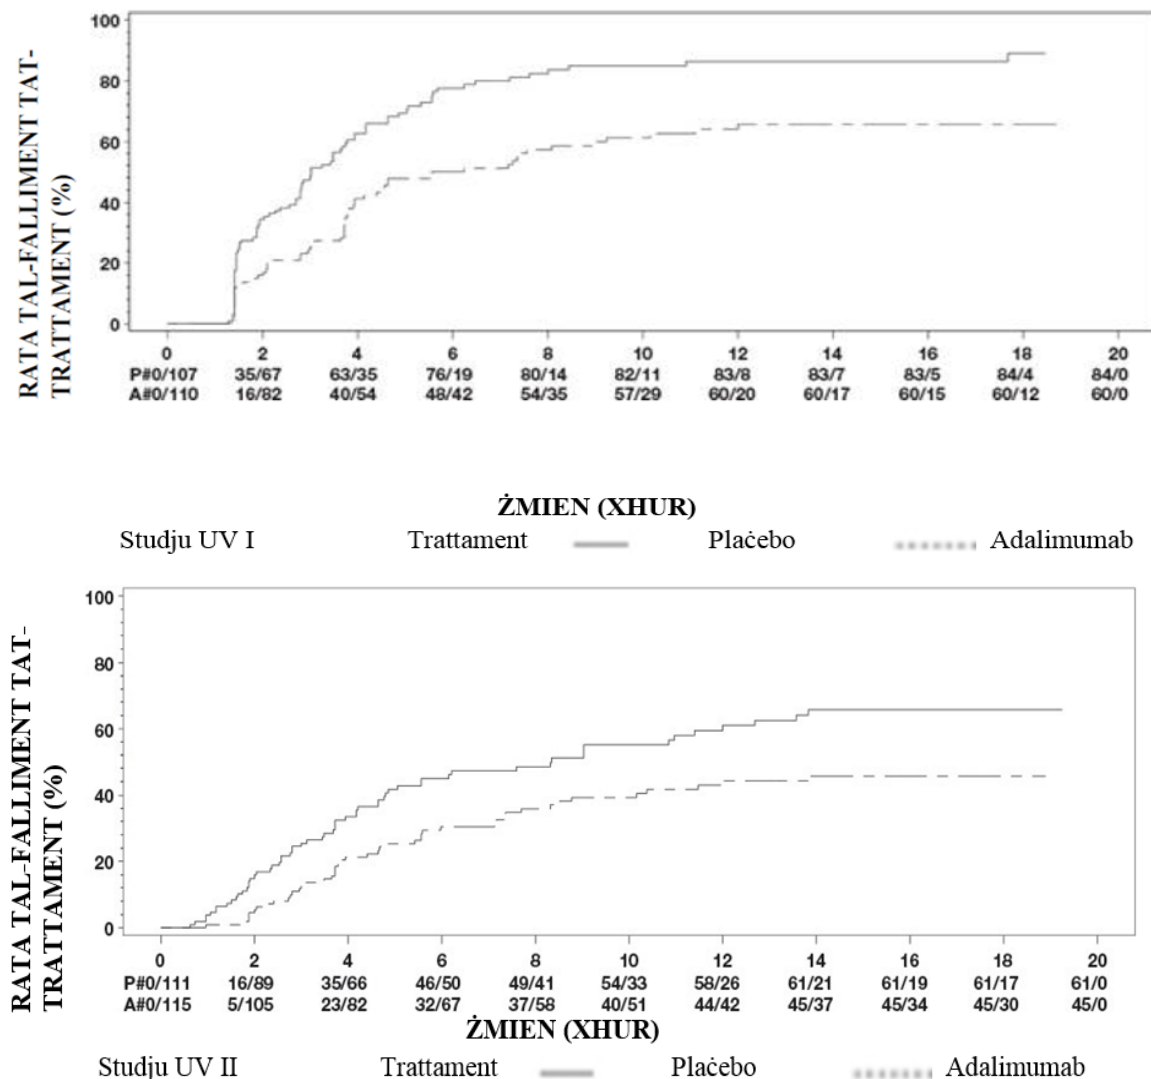 RATA TAL-FALLIMENT TAT-
TRATTAMENT (%)
100
80
60
40
20
0
0 2 4 6 8 10 12 14 16 18 20
P#0/107 35/67 63/35 76/19 80/14 82/11 83/8 83/7 83/5 84/4 84/0
A#0/110 16/82 40/54 48/42 54/35 57/29 60/20 60/17 60/15 60/12 60/0
ŻMIEN (XHUR)
Studju UV I Trattament Plaċebo Adalimumab
RATA TAL-FALLIMENT TAT-
TRATTAMENT (%)
100
80
60
40
20
0
0 2 4 6 8 10 12 14 16 18 20
P#0/111 16/89 35/66 46/50 49/41 54/33 58/26 61/21 61/19 61/17 61/0
A#0/115 5/105 23/82 32/67 37/58 40/51 44/42 45/37 45/34 45/30 45/0
ŻMIEN (XHUR)
Studju UV II Trattament Plaċebo Adalimumab